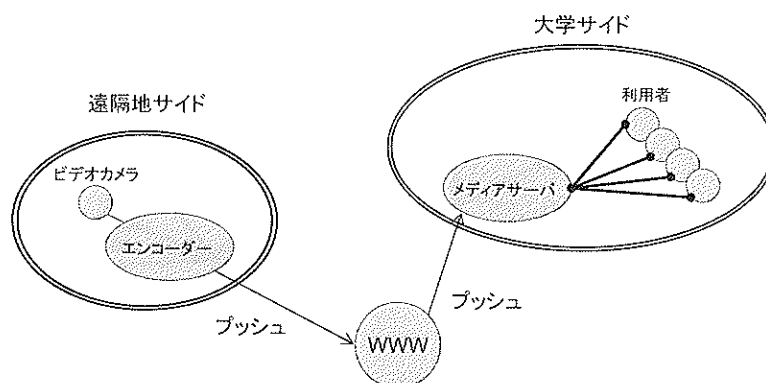 大学サイド
遠隔地サイド
利用者
ビデオカメラ
メディアサーバ
エンコーダー
プッシュ
プッシュ
WWW